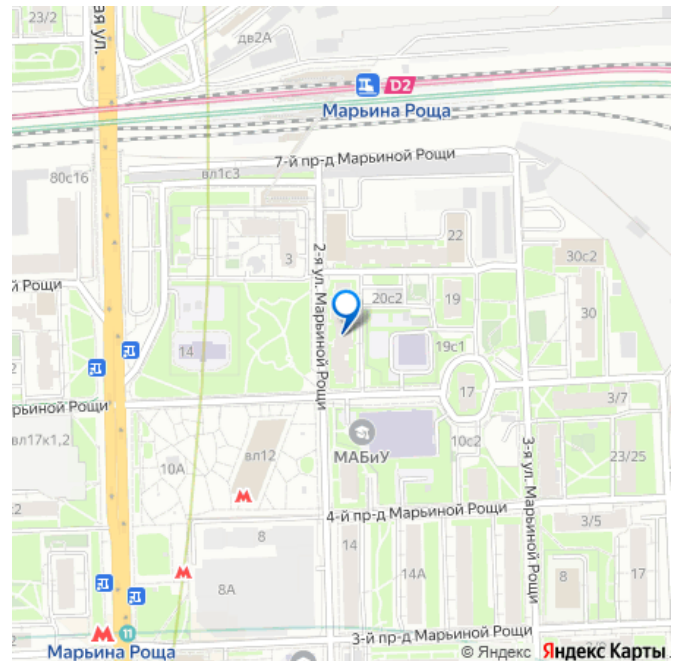 23/2
ая ул.
дв2А
D2
Марьина Роща
7-й пр-д Марьиной Рощи
80с16
вл1с3
3
22
2-я ул. Марьиной Рощи
30с2
й Рощи
20с2
19
30
14
19с1
17
3/7
рьиной Рощи
вл17к1,2
МАБиУ
10с2
вл12
10А
23/25
3-я ул. Марьиной Рощи
2
4-й пр-д Марьиной Рощи
8
14
3/5
14А
8
17
8А
11
3-й пр-д Марьиной Рощи
Марьина Роща
© Яндекс Яндекс Карты